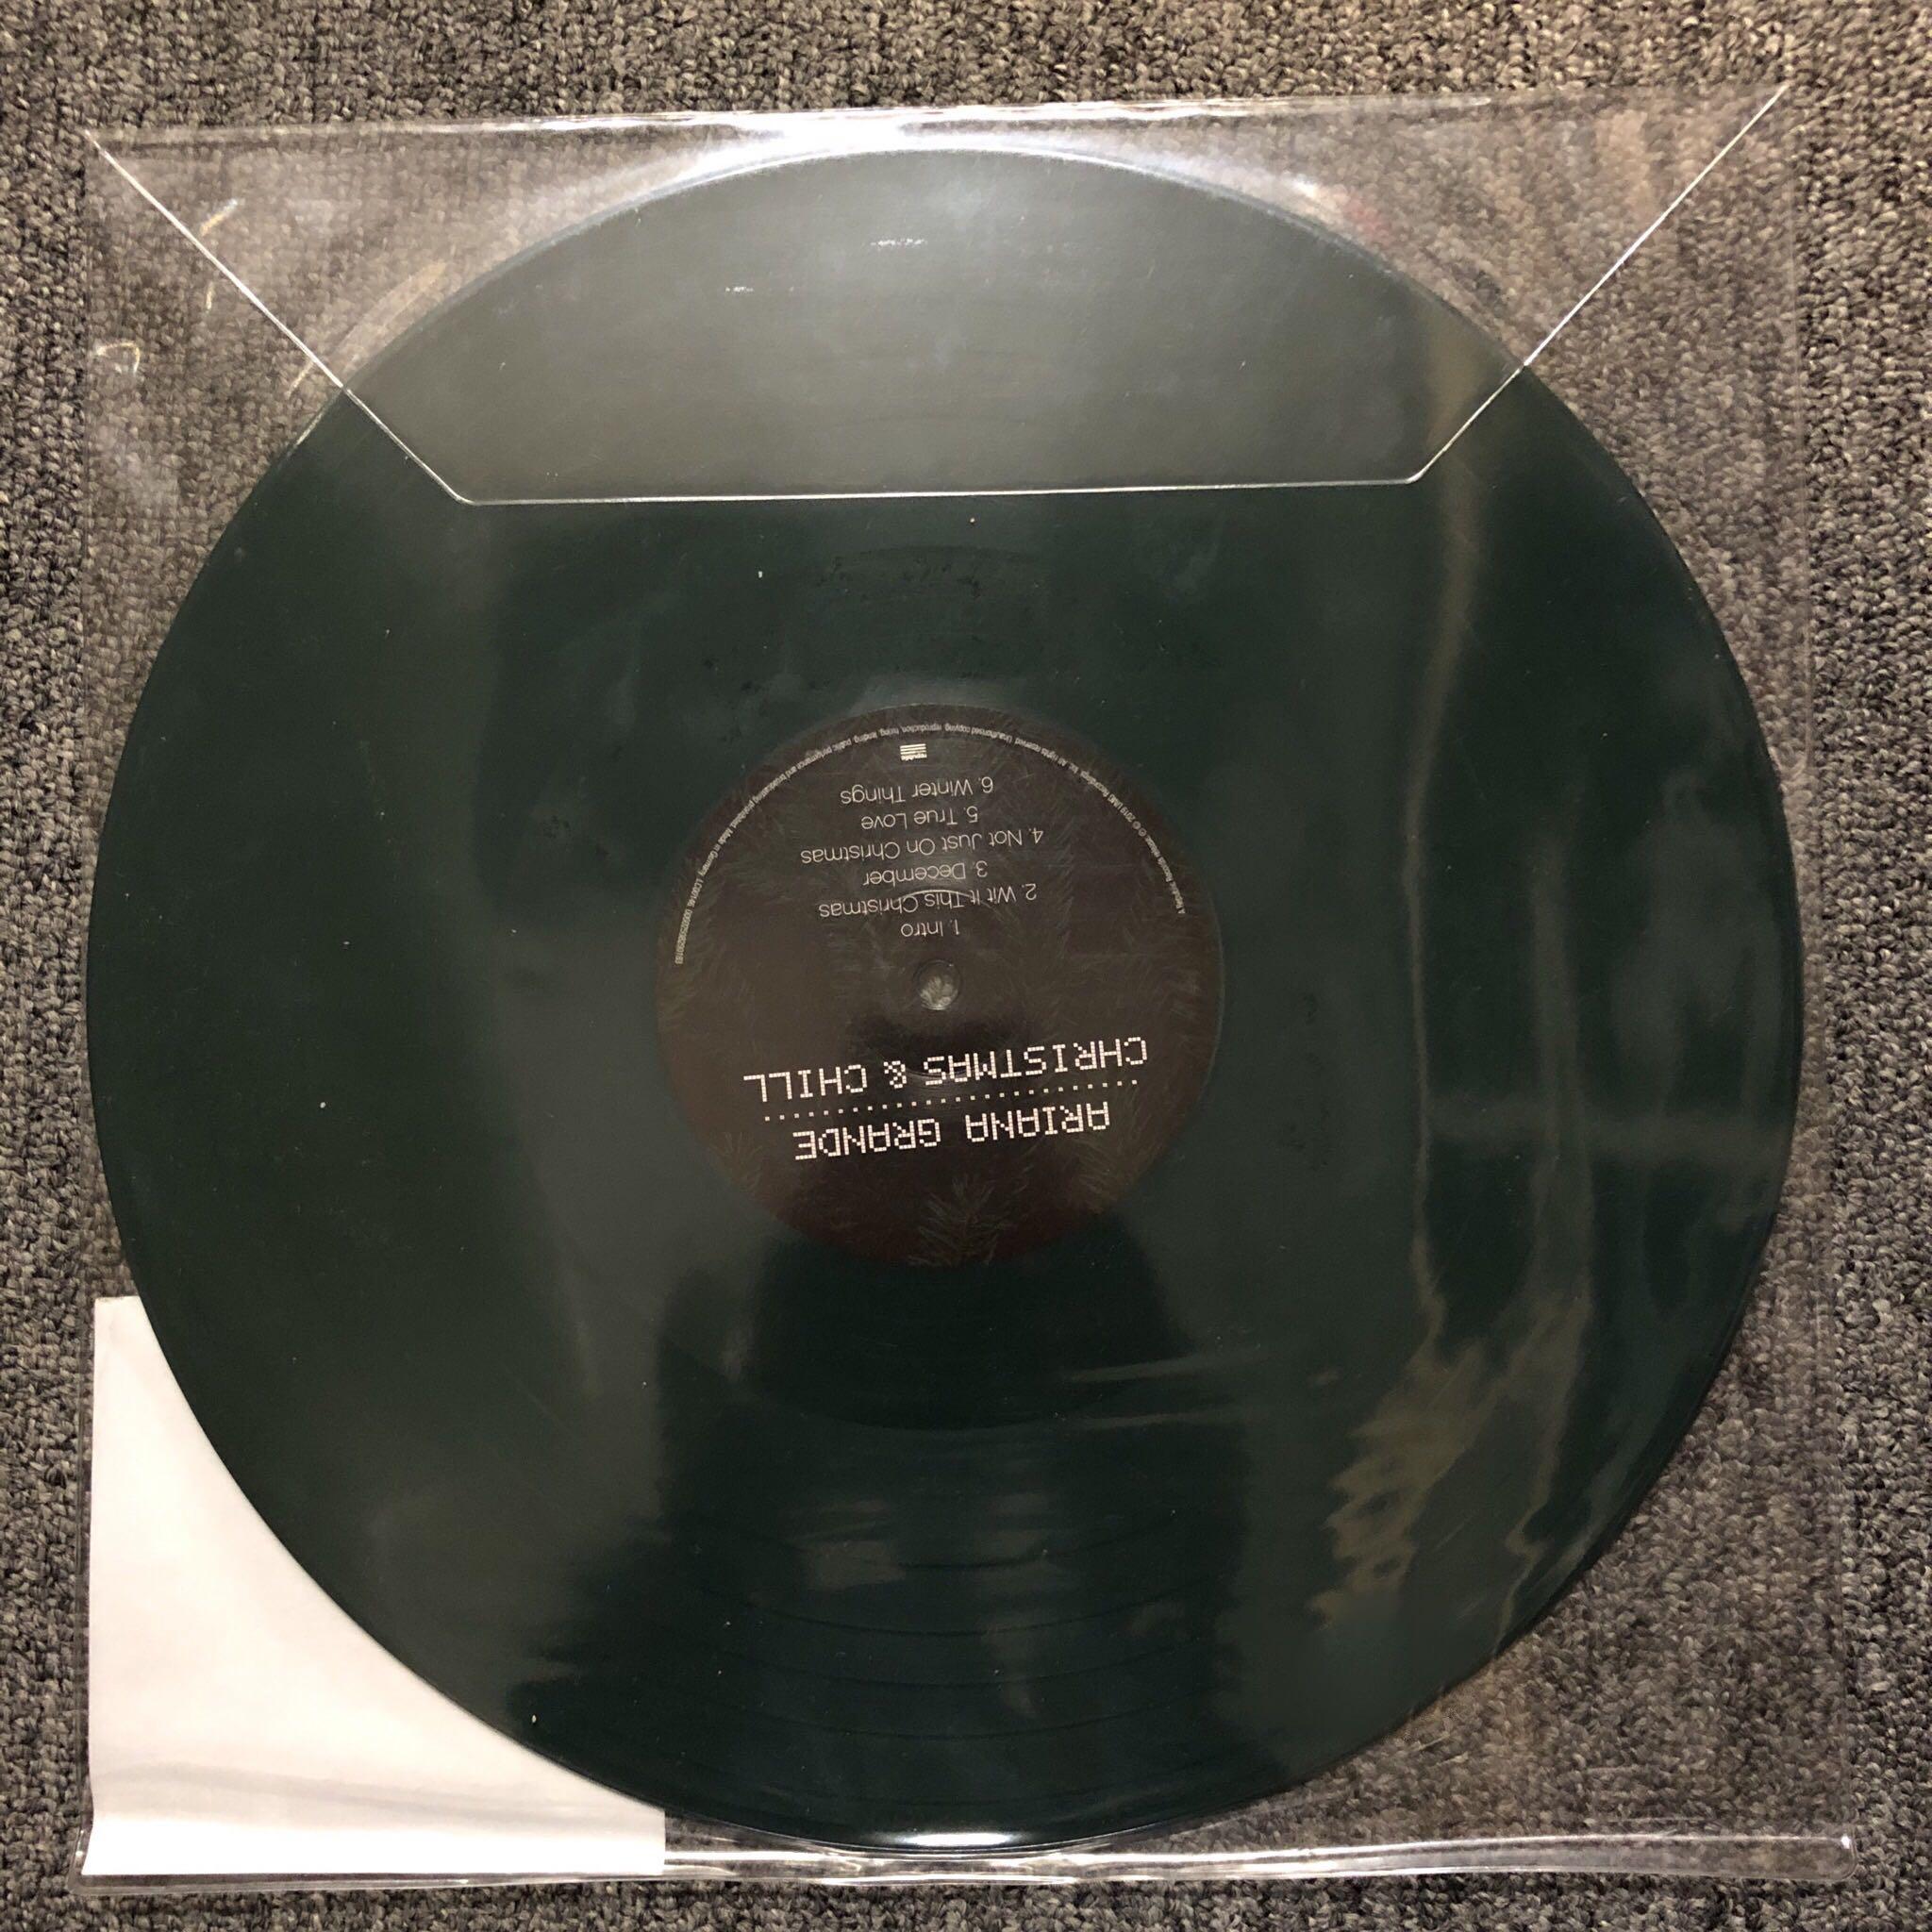 ARIANA GRANDE
CHRISTMAS & CHILL
1. Intro
2. Wit It This Christmas
3. December
4. Not Just On Christmas
5. True Love
6. Winter Things